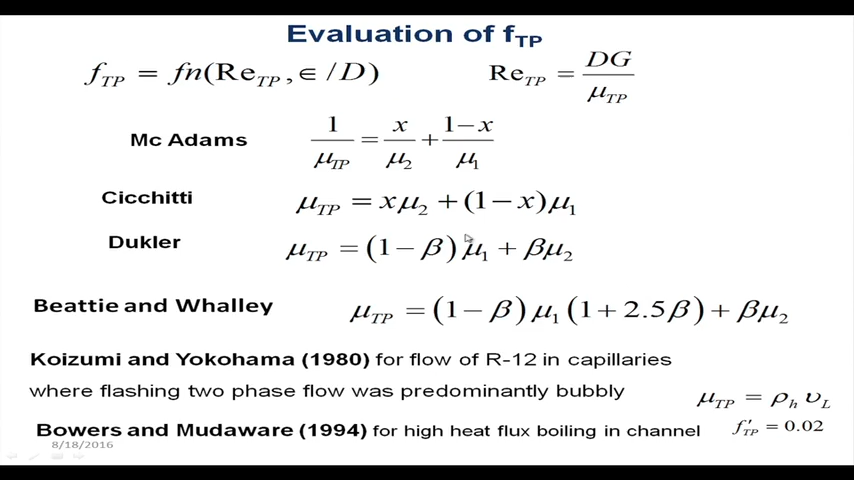 Evaluation of f_TP
f_TP = fn(Re_TP, ∈ / D) Re_TP = DG / μ_TP
Mc Adams 1/μ_TP = x/μ_2 + (1 − x)/μ_1
Cicchitti μ_TP = xμ_2 + (1 − x)μ_1
Dukler μ_TP = (1 − β) μ_1 + βμ_2
Beattie and Whalley μ_TP = (1 − β) μ_1 (1 + 2.5β) + βμ_2
Koizumi and Yokohama (1980) for flow of R-12 in capillaries
where flashing two phase flow was predominantly bubbly μ_TP = ρ_h υ_L
Bowers and Mudaware (1994) for high heat flux boiling in channel f′_TP = 0.02
8/18/2016